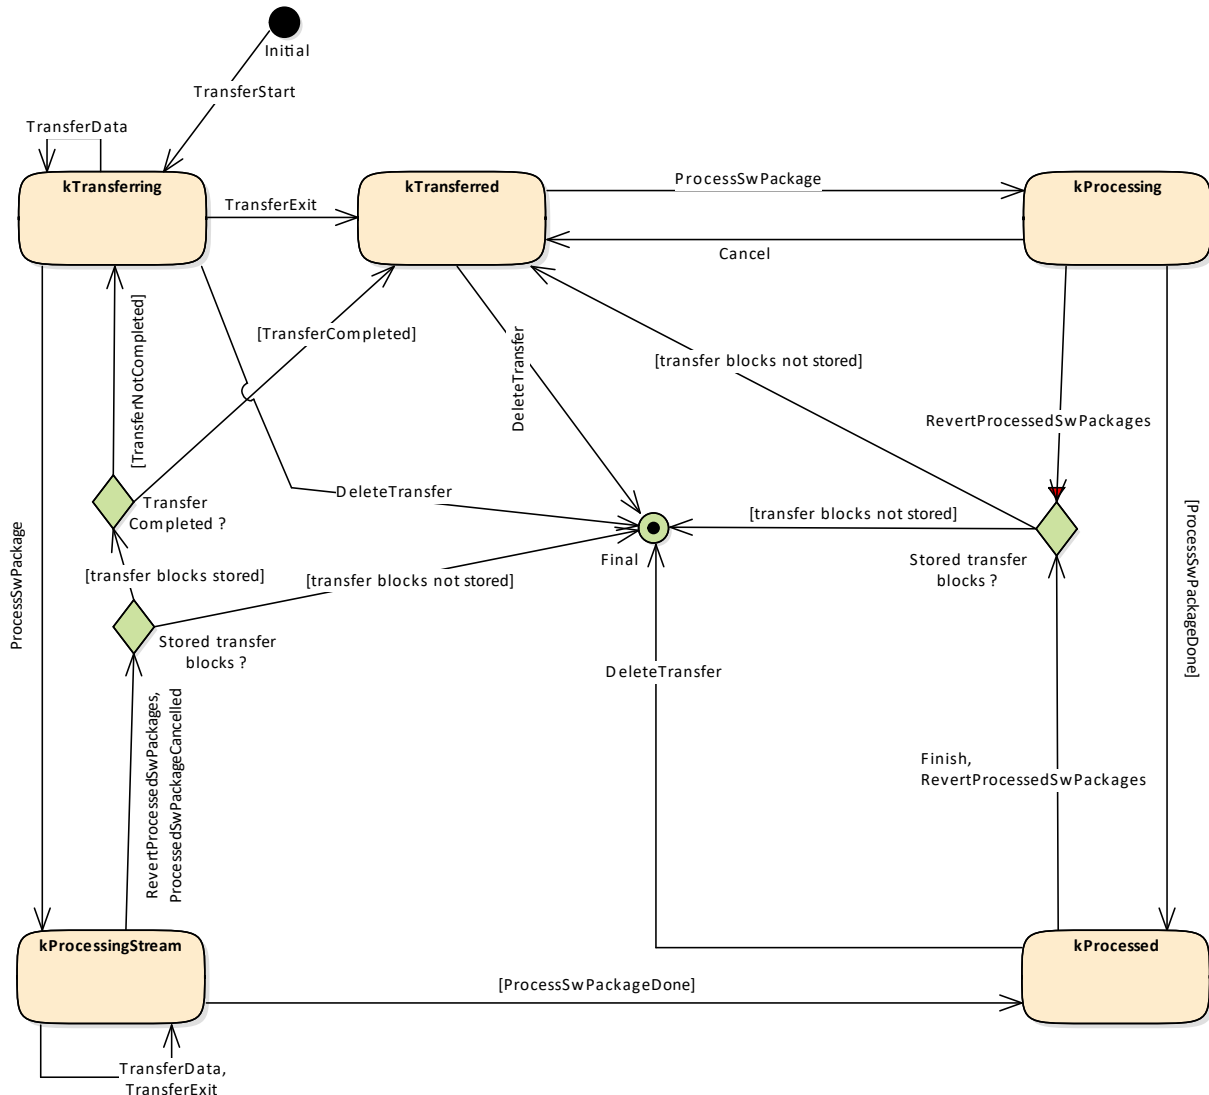 Initial
TransferStart
TransferData
kTransferring
kTransferred
kProcessing
ProcessSwPackage
TransferExit
Cancel
[TransferNotCompleted]
[TransferCompleted]
DeleteTransfer
[transfer blocks not stored]
RevertProcessedSwPackages
DeleteTransfer
Transfer
Completed ?
[transfer blocks not stored]
[ProcessSwPackageDone]
ProcessSwPackage
Final
Stored transfer
blocks ?
[transfer blocks stored]
[transfer blocks not stored]
Stored transfer
blocks ?
DeleteTransfer
RevertProcessedSwPackages,
ProcessedSwPackageCancelled
Finish,
RevertProcessedSwPackages
kProcessingStream
kProcessed
[ProcessSwPackageDone]
TransferData,
TransferExit